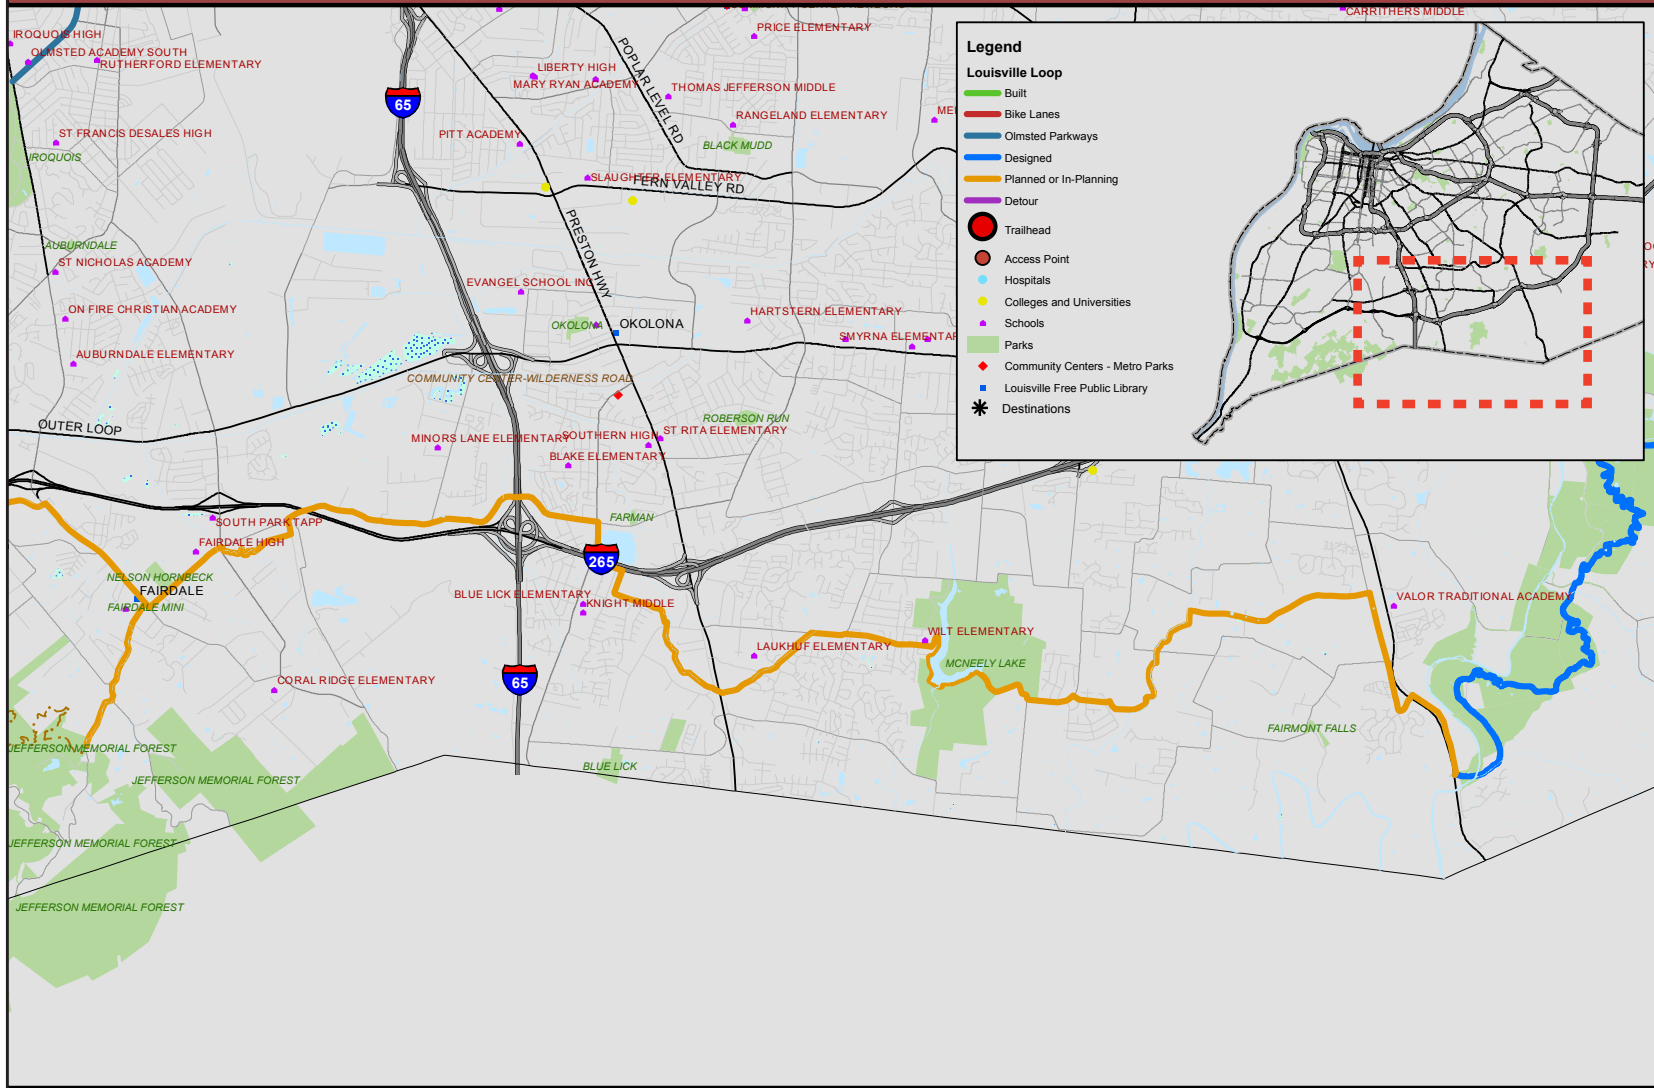 CARRITHERS MIDDLE
PRICE ELEMENTARY
IROQUOIS HIGH
OLMSTED ACADEMY SOUTH
RUTHERFORD ELEMENTARY
LIBERTY HIGH
MARY RYAN ACADEMY
POPLAR LEVEL RD
THOMAS JEFFERSON MIDDLE
65
RANGELAND ELEMENTARY
ST FRANCIS DESALES HIGH
PITT ACADEMY
BLACK MUDD
IROQUOIS
SLAUGHTER ELEMENTARY
FERN VALLEY RD
PRESTON HWY
AUBURNDALE
ST NICHOLAS ACADEMY
EVANGEL SCHOOL INC
ON FIRE CHRISTIAN ACADEMY
HARTSTERN ELEMENTARY
OKOLONA
OKOLONA
SMYRNA ELEMENTAR
AUBURNDALE ELEMENTARY
COMMUNITY CENTER-WILDERNESS ROAD
ROBERSON RUN
OUTER LOOP
MINORS LANE ELEMENTARY
SOUTHERN HIGH
ST RITA ELEMENTARY
BLAKE ELEMENTARY
Legend
Louisville Loop
Built
Bike Lanes
Olmsted Parkways
Designed
Planned or In-Planning
Detour
Trailhead
Access Point
Hospitals
Colleges and Universities
Schools
Parks
Community Centers - Metro Parks
Louisville Free Public Library
Destinations
FARMAN
SOUTH PARK TAPP
FAIRDALE HIGH
265
NELSON HORNBECK
FAIRDALE
FAIRDALE MINI
BLUE LICK ELEMENTARY
KNIGHT MIDDLE
VALOR TRADITIONAL ACADEMY
WILT ELEMENTARY
LAUKHUF ELEMENTARY
MCNEELY LAKE
CORAL RIDGE ELEMENTARY
65
FAIRMONT FALLS
JEFFERSON MEMORIAL FOREST
BLUE LICK
JEFFERSON MEMORIAL FOREST
JEFFERSON MEMORIAL FOREST
JEFFERSON MEMORIAL FOREST